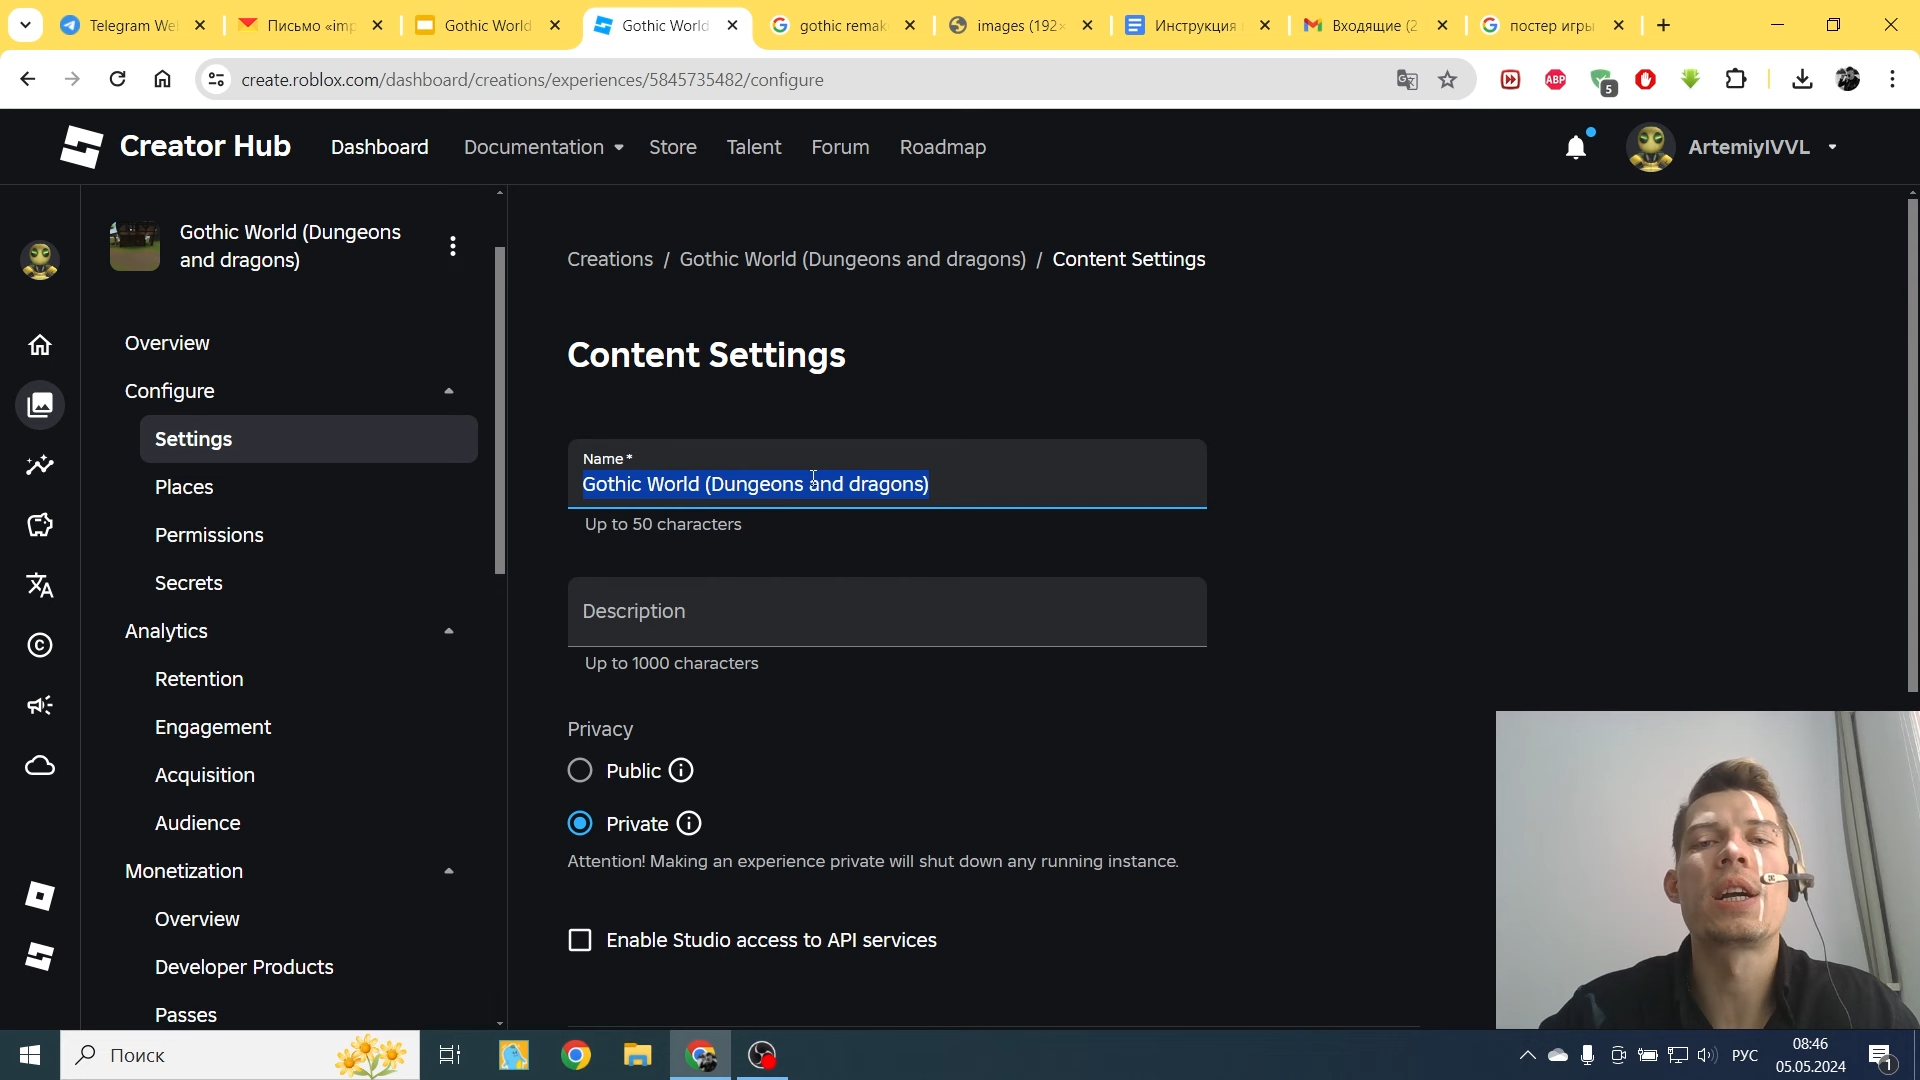 Telegram We
Письмо «imp
Gothic World
Gothic World
gothic remak
images (192×
Инструкция
Входящие (2
постер игры
create.roblox.com/dashboard/creations/experiences/5845735482/configure
ABP
5
Creator Hub
Dashboard
Documentation
Store
Talent
Forum
Roadmap
ArtemiyIVVL
Gothic World (Dungeons
and dragons)
Overview
Configure
Settings
Places
Permissions
Secrets
Analytics
Retention
Engagement
Acquisition
Audience
Monetization
Overview
Developer Products
Passes
Creations / Gothic World (Dungeons and dragons) / Content Settings
Content Settings
Name*
Gothic World (Dungeons and dragons)
Up to 50 characters
Description
Up to 1000 characters
Privacy
Public
Private
Attention! Making an experience private will shut down any running instance.
Enable Studio access to API services
Поиск
РУС
08:46
05.05.2024
1